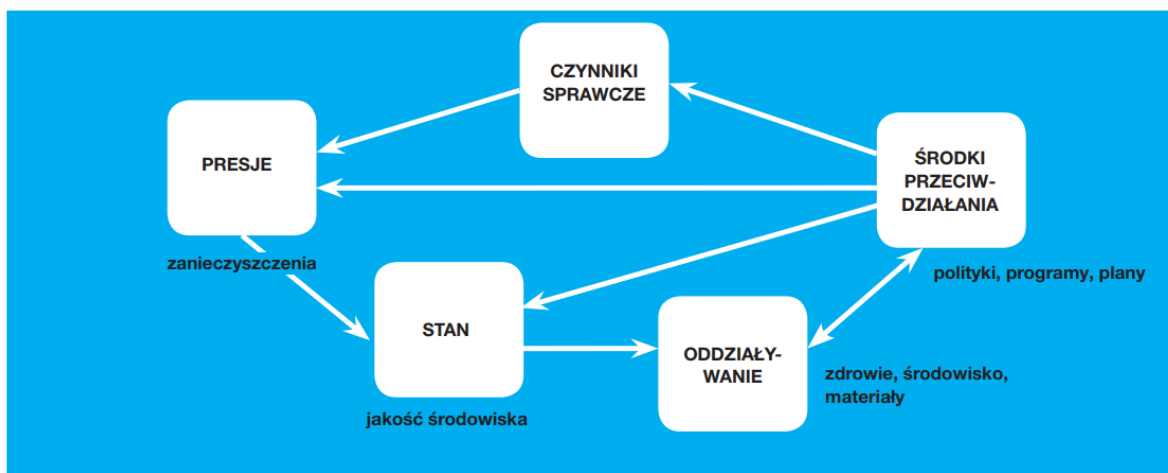 CZYNNIKI
SPRAWCZE
PRESJE
ŚRODKI
PRZECIW-
DZIAŁANIA
zanieczyszczenia
polityki, programy, plany
STAN
ODDZIAŁY-
WANIE
zdrowie, środowisko,
materiały
jakość środowiska